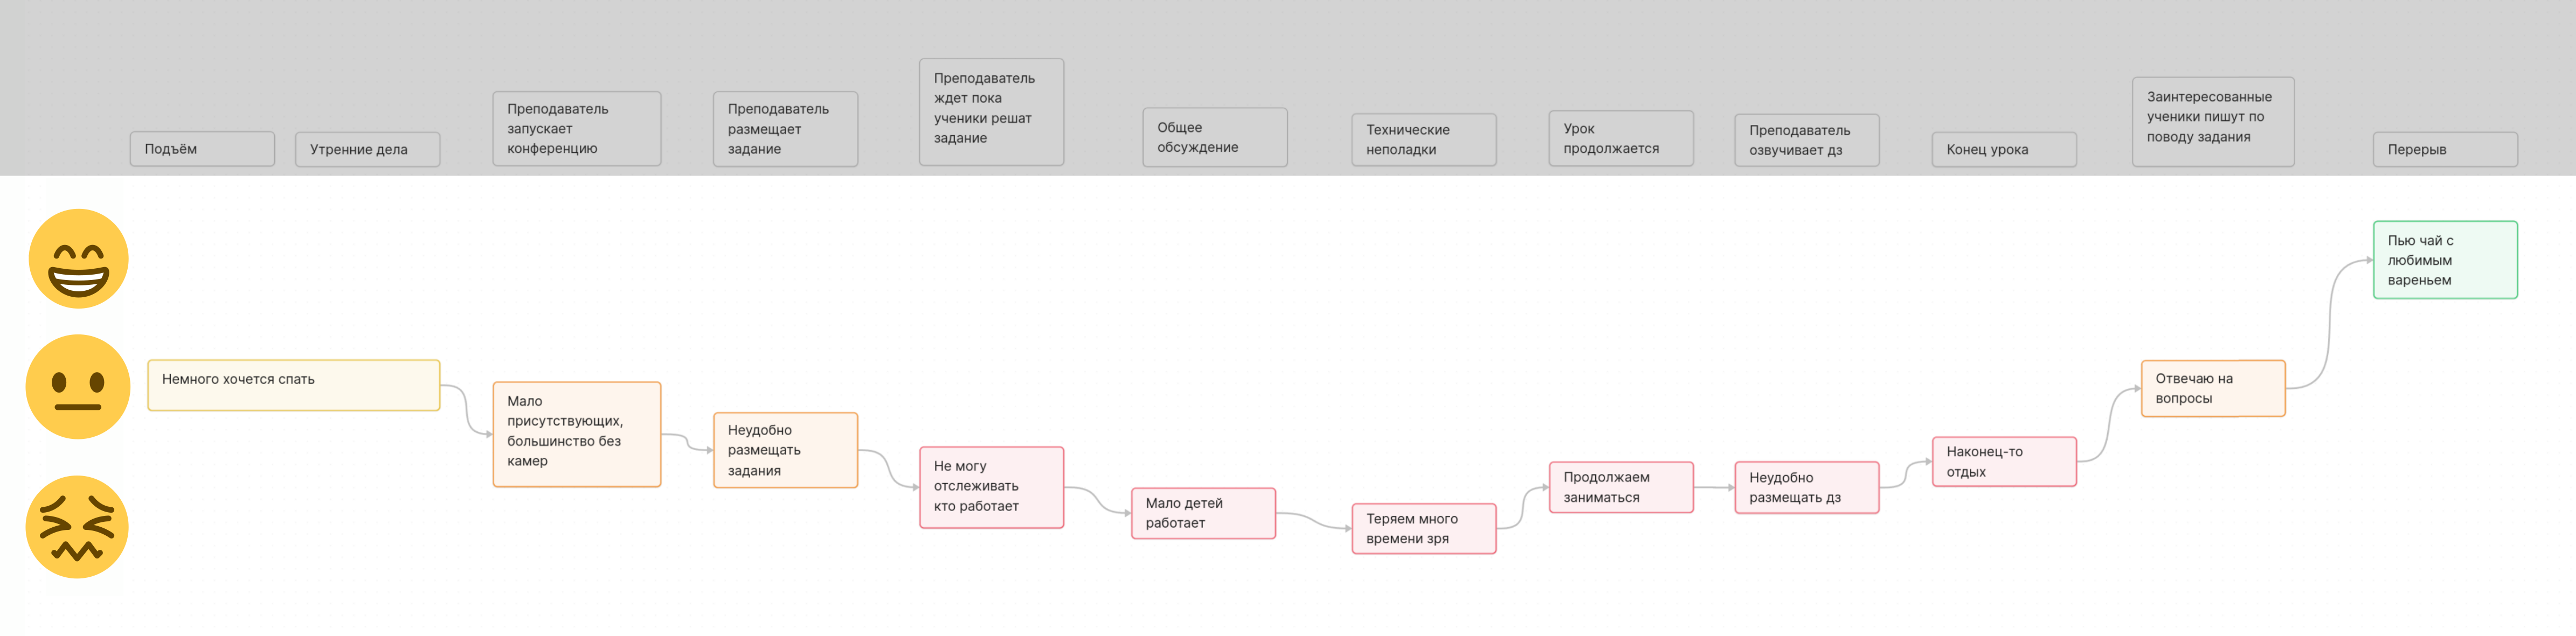 Подъём
Утренние дела
Преподаватель
запускает
конференцию
Преподаватель
размещает
задание
Преподаватель
ждет пока
ученики решат
задание
Общее
обсуждение
Технические
неполадки
Урок
продолжается
Преподаватель
озвучивает дз
Конец урока
Заинтересованные
ученики пишут по
поводу задания
Перерыв
Немного хочется спать
Мало
присутствующих,
большинство без
камер
Неудобно
размещать
задания
Не могу
отслеживать
кто работает
Мало детей
работает
Теряем много
времени зря
Продолжаем
заниматься
Неудобно
размещать дз
Наконец-то
отдых
Отвечаю на
вопросы
Пью чай с
любимым
вареньем